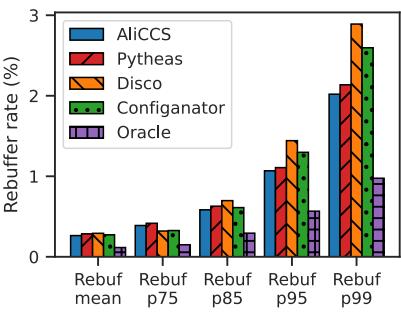 Rebuffer rate (%)
3
2
1
0
AliCCS
Pytheas
Disco
Configanator
Oracle
Rebuf Rebuf Rebuf Rebuf Rebuf
mean p75 p85 p95 p99